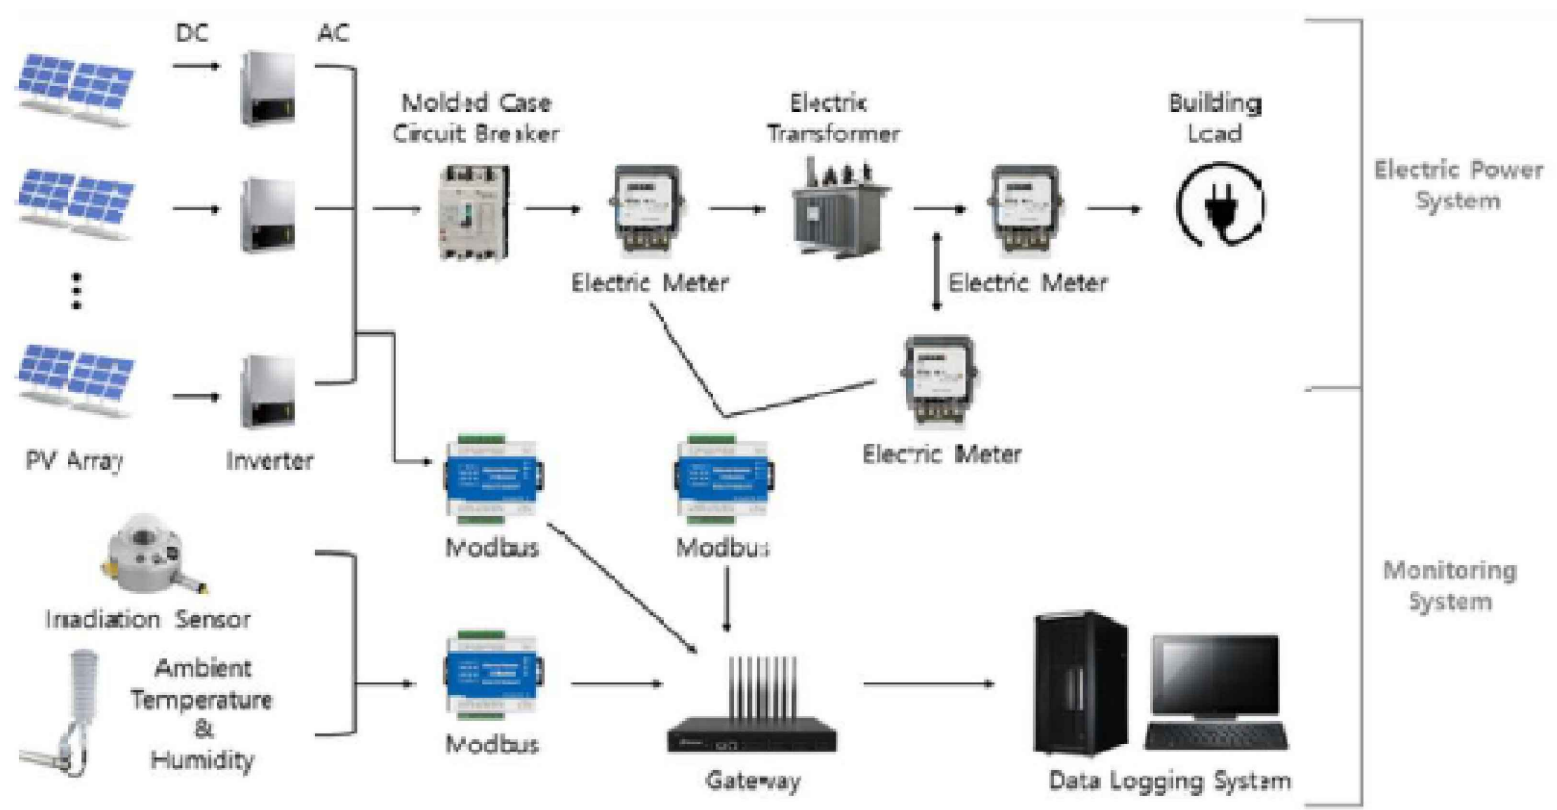 DC
AC
Molded Case
Circuit Breaker
Electric
Transformer
Building
Load
Electric Power
System
Electric Meter
Electric Meter
Electric Meter
PV Array
Inverter
Modbus
Modbus
Irradiation Sensor
Ambient
Temperature
&
Humidity
Modbus
Gateway
Data Logging System
Monitoring
System